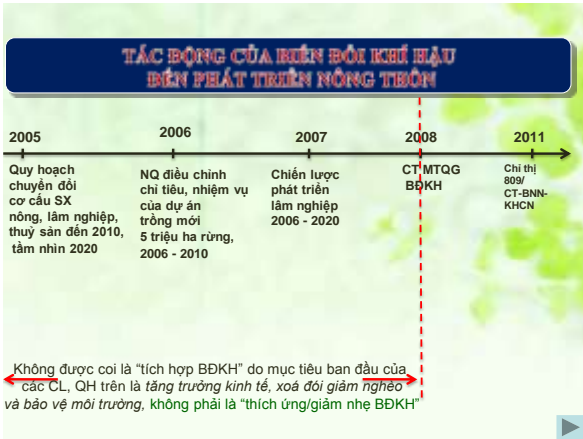 TÁC ĐỘNG CỦA BIẾN ĐỔI KHÍ HẬU
ĐẾN PHÁT TRIỂN NÔNG THÔN
2005
2006
2007
2008
2011
Quy hoạch
chuyển đổi
cơ cấu SX
nông, lâm nghiệp,
thuỷ sản đến 2010,
tầm nhìn 2020
NQ điều chỉnh
chỉ tiêu, nhiệm vụ
của dự án
trồng mới
5 triệu ha rừng,
2006 - 2010
Chiến lược
phát triển
lâm nghiệp
2006 - 2020
CT MTQG
BĐKH
Chỉ thị
809/
CT-BNN-
KHCN
Không được coi là “tích hợp BĐKH” do mục tiêu ban đầu của
các CL, QH trên là tăng trưởng kinh tế, xoá đói giảm nghèo
và bảo vệ môi trường, không phải là “thích ứng/giảm nhẹ BĐKH”